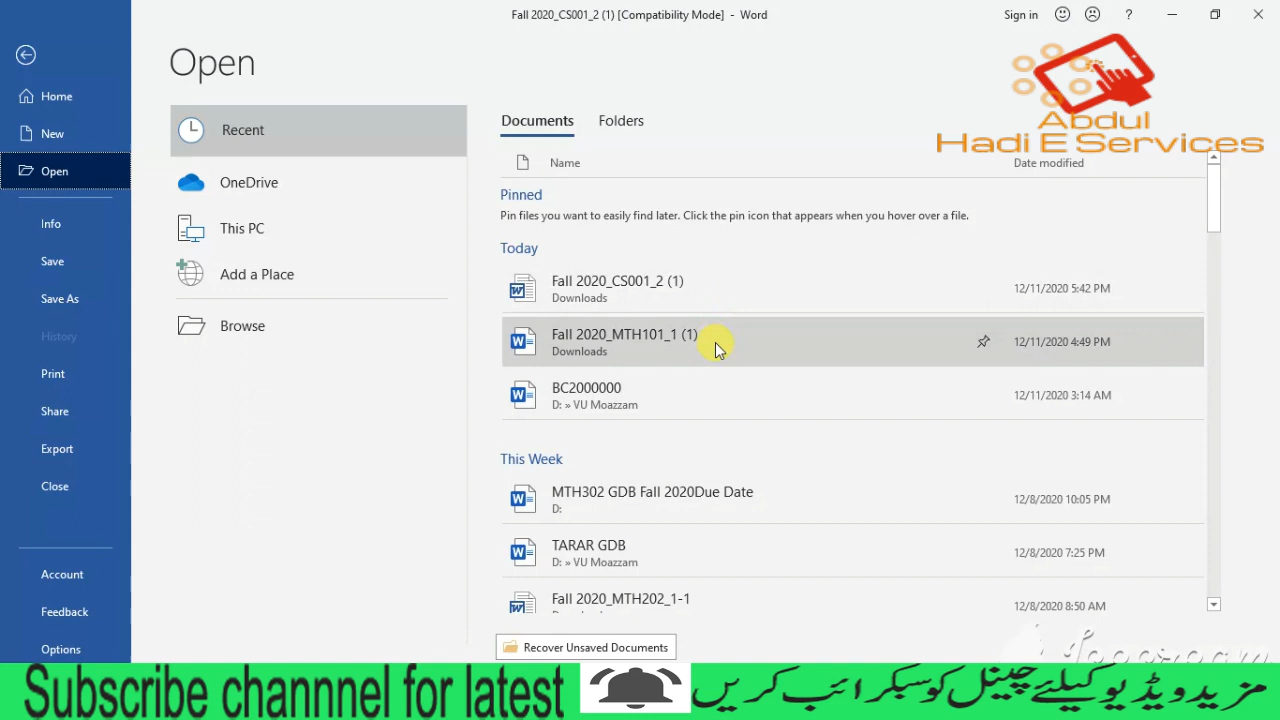 Fall 2020_CS001_2 (1) [Compatibility Mode] - Word
Sign in
?
Open
Abdul
Hadi E Services
Home
New
Open
Info
Save
Save As
History
Print
Share
Export
Close
Account
Feedback
Options
Recent
OneDrive
This PC
Add a Place
Browse
Documents
Folders
Name
Date modified
Pinned
Pin files you want to easily find later. Click the pin icon that appears when you hover over a file.
Today
Fall 2020_CS001_2 (1)
Downloads
12/11/2020 5:42 PM
Fall 2020_MTH101_1 (1)
Downloads
12/11/2020 4:49 PM
BC2000000
D: » VU Moazzam
12/11/2020 3:14 AM
This Week
MTH302 GDB Fall 2020Due Date
D:
12/8/2020 10:05 PM
TARAR GDB
D: » VU Moazzam
12/8/2020 7:25 PM
Fall 2020_MTH202_1-1
12/8/2020 8:50 AM
Recover Unsaved Documents
Subscribe channnel for latest
مزید ویڈیو کیلئے چینل کو سبکرائب کریں